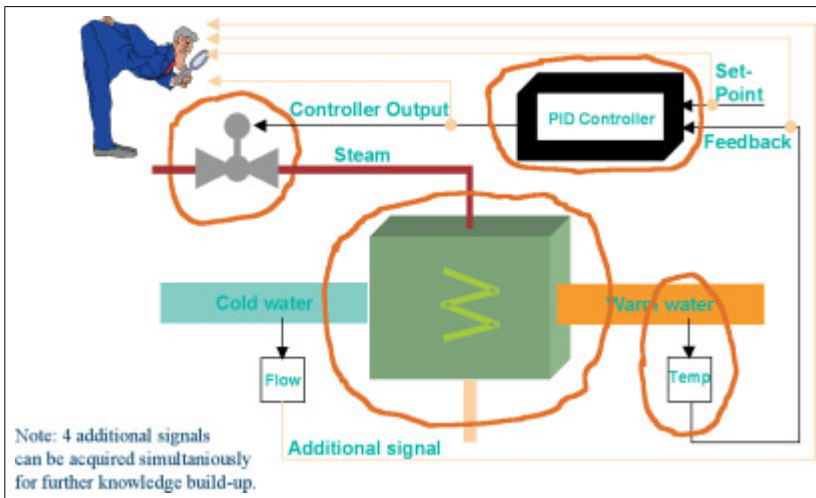 Set-
Point
Controller Output
PID Controller
Feedback
Steam
Cold water
Warm water
Flow
Temp
Additional signal
Note: 4 additional signals
can be acquired simultaniously
for further knowledge build-up.